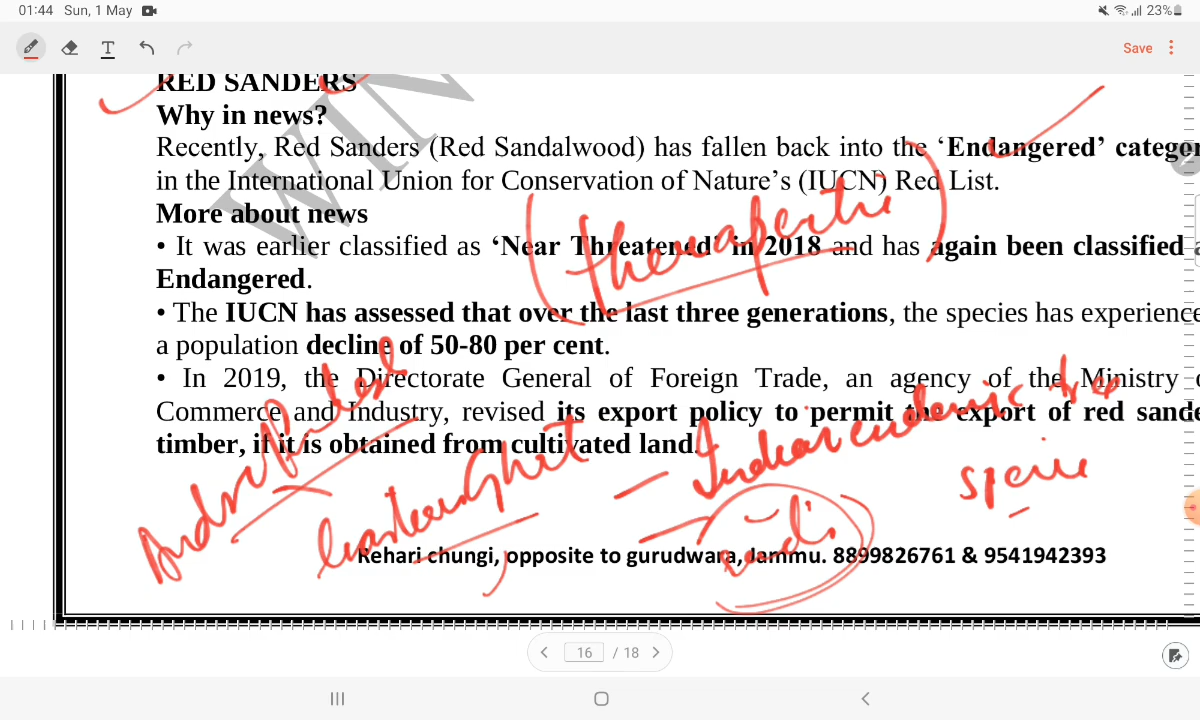 01:44 Sun, 1 May 23%
T Save
RED SANDERS
Why in news?
Recently, Red Sanders (Red Sandalwood) has fallen back into the ‘Endangered’ categor
in the International Union for Conservation of Nature’s (IUCN) Red List.
More about news
• It was earlier classified as ‘Near Threatened’ in 2018 and has again been classified a
Endangered.
• The IUCN has assessed that over the last three generations, the species has experience
a population decline of 50-80 per cent.
• In 2019, the Directorate General of Foreign Trade, an agency of the Ministry o
Commerce and Industry, revised its export policy to permit the export of red sande
timber, if it is obtained from cultivated land.
Andra Pradesh
Eastern Ghat
– Indian endemic tree
specie
Rehari chungi, opposite to gurudwara, Jammu. 8899826761 & 9541942393
16 / 18
WIN